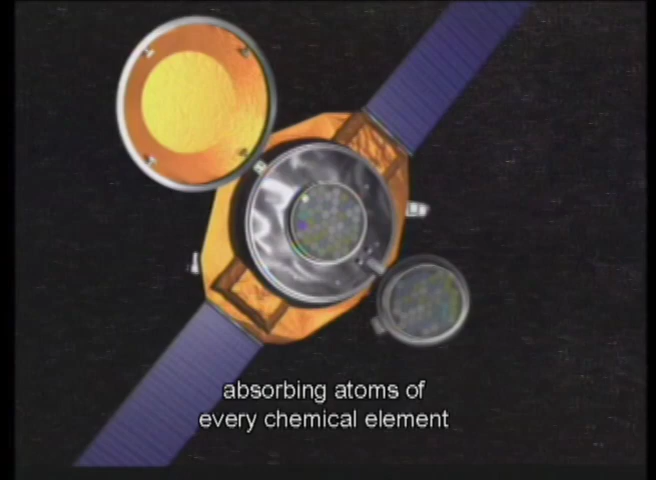 absorbing atoms of
every chemical element